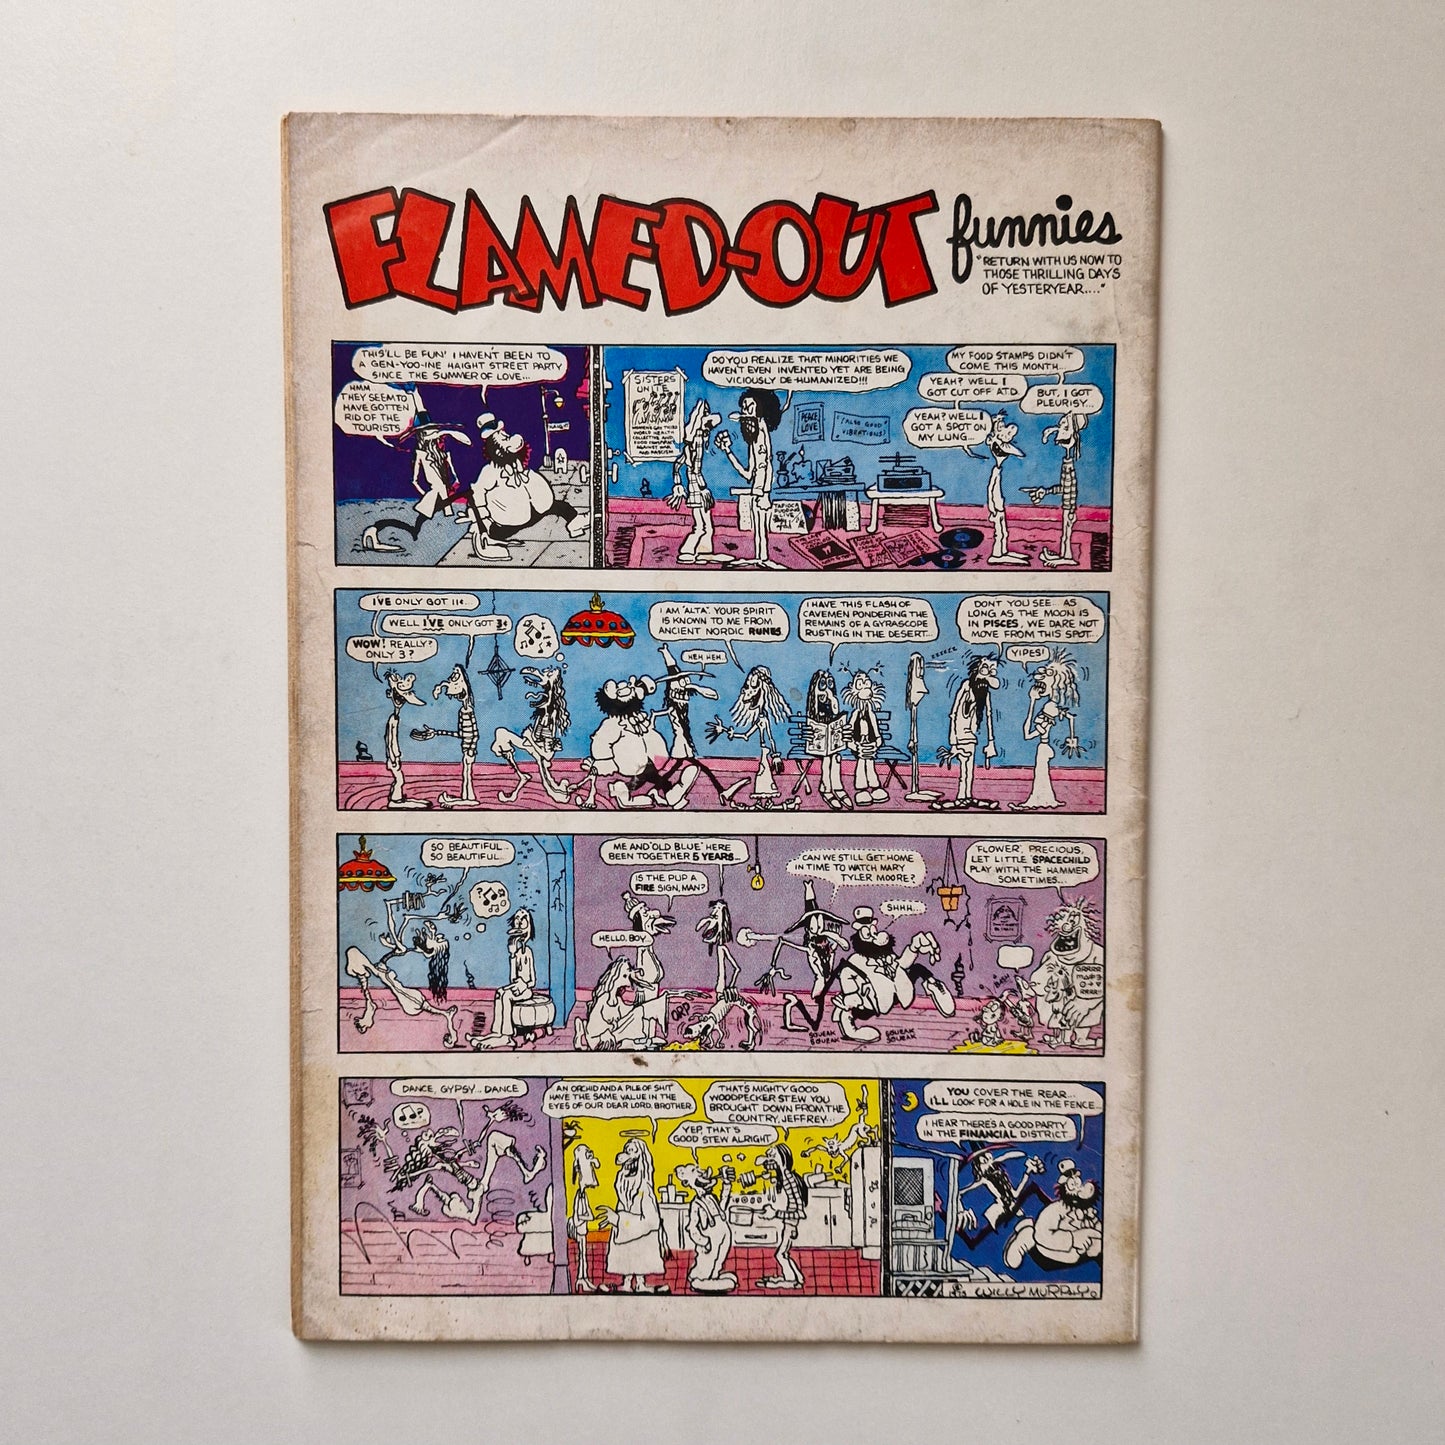 FLAMED-OUT funnies
"RETURN WITH US NOW TO
THOSE THRILLING DAYS
OF YESTERYEAR...."
THIS'LL BE FUN! I HAVEN'T BEEN TO
A GEN-YOO-INE HAIGHT STREET PARTY
SINCE THE SUMMER OF LOVE...
HMM...
THEY SEEM TO
HAVE GOTTEN
RID OF THE
TOURISTS
SISTERS
UNITE
DO YOU REALIZE THAT MINORITIES WE
HAVEN'T EVEN INVENTED YET ARE BEING
VICIOUSLY DE-HUMANIZED!!!
PEACE
LOVE
(ALSO GOOD
VIBRATIONS)
MY FOOD STAMPS DIDN'T
COME THIS MONTH...
YEAH? WELL I
GOT CUT OFF ATD.
BUT, I GOT
PLEURISY...
YEAH? WELL I
GOT A SPOT ON
MY LUNG...
I'VE ONLY GOT 11¢...
WELL I'VE ONLY GOT 3¢
WOW! REALLY?
ONLY 3?
HEH HEH..
I AM 'ALTA'. YOUR SPIRIT
IS KNOWN TO ME FROM
ANCIENT NORDIC RUNES.
I HAVE THIS FLASH OF
CAVEMEN PONDERING THE
REMAINS OF A GYRASCOPE
RUSTING IN THE DESERT...
ZZZZZZ
DONT YOU SEE... AS
LONG AS THE MOON IS
IN PISCES, WE DARE NOT
MOVE FROM THIS SPOT...
YIPES!
SO BEAUTIFUL...
SO BEAUTIFUL...
ME AND 'OLD BLUE' HERE
BEEN TOGETHER 5 YEARS...
IS THE PUP A
FIRE SIGN, MAN?
HELLO, BOY
ORP
CAN WE STILL GET HOME
IN TIME TO WATCH MARY
TYLER MOORE?
SHHH...
SQUEAK
SQUEAK
SQUEAK
SQUEAK
'FLOWER', PRECIOUS,
LET LITTLE 'SPACECHILD'
PLAY WITH THE HAMMER
SOMETIMES...
DANCE, GYPSY... DANCE
AN ORCHID AND A PILE OF SHIT
HAVE THE SAME VALUE IN THE
EYES OF OUR DEAR LORD, BROTHER.
THAT'S MIGHTY GOOD
WOODPECKER STEW YOU
BROUGHT DOWN FROM THE
COUNTRY, JEFFREY...
YEP, THAT'S
GOOD STEW ALRIGHT
YOU COVER THE REAR...
I'LL LOOK FOR A HOLE IN THE FENCE...
I HEAR THERE'S A GOOD PARTY
IN THE FINANCIAL DISTRICT.
WILLY MURPHY